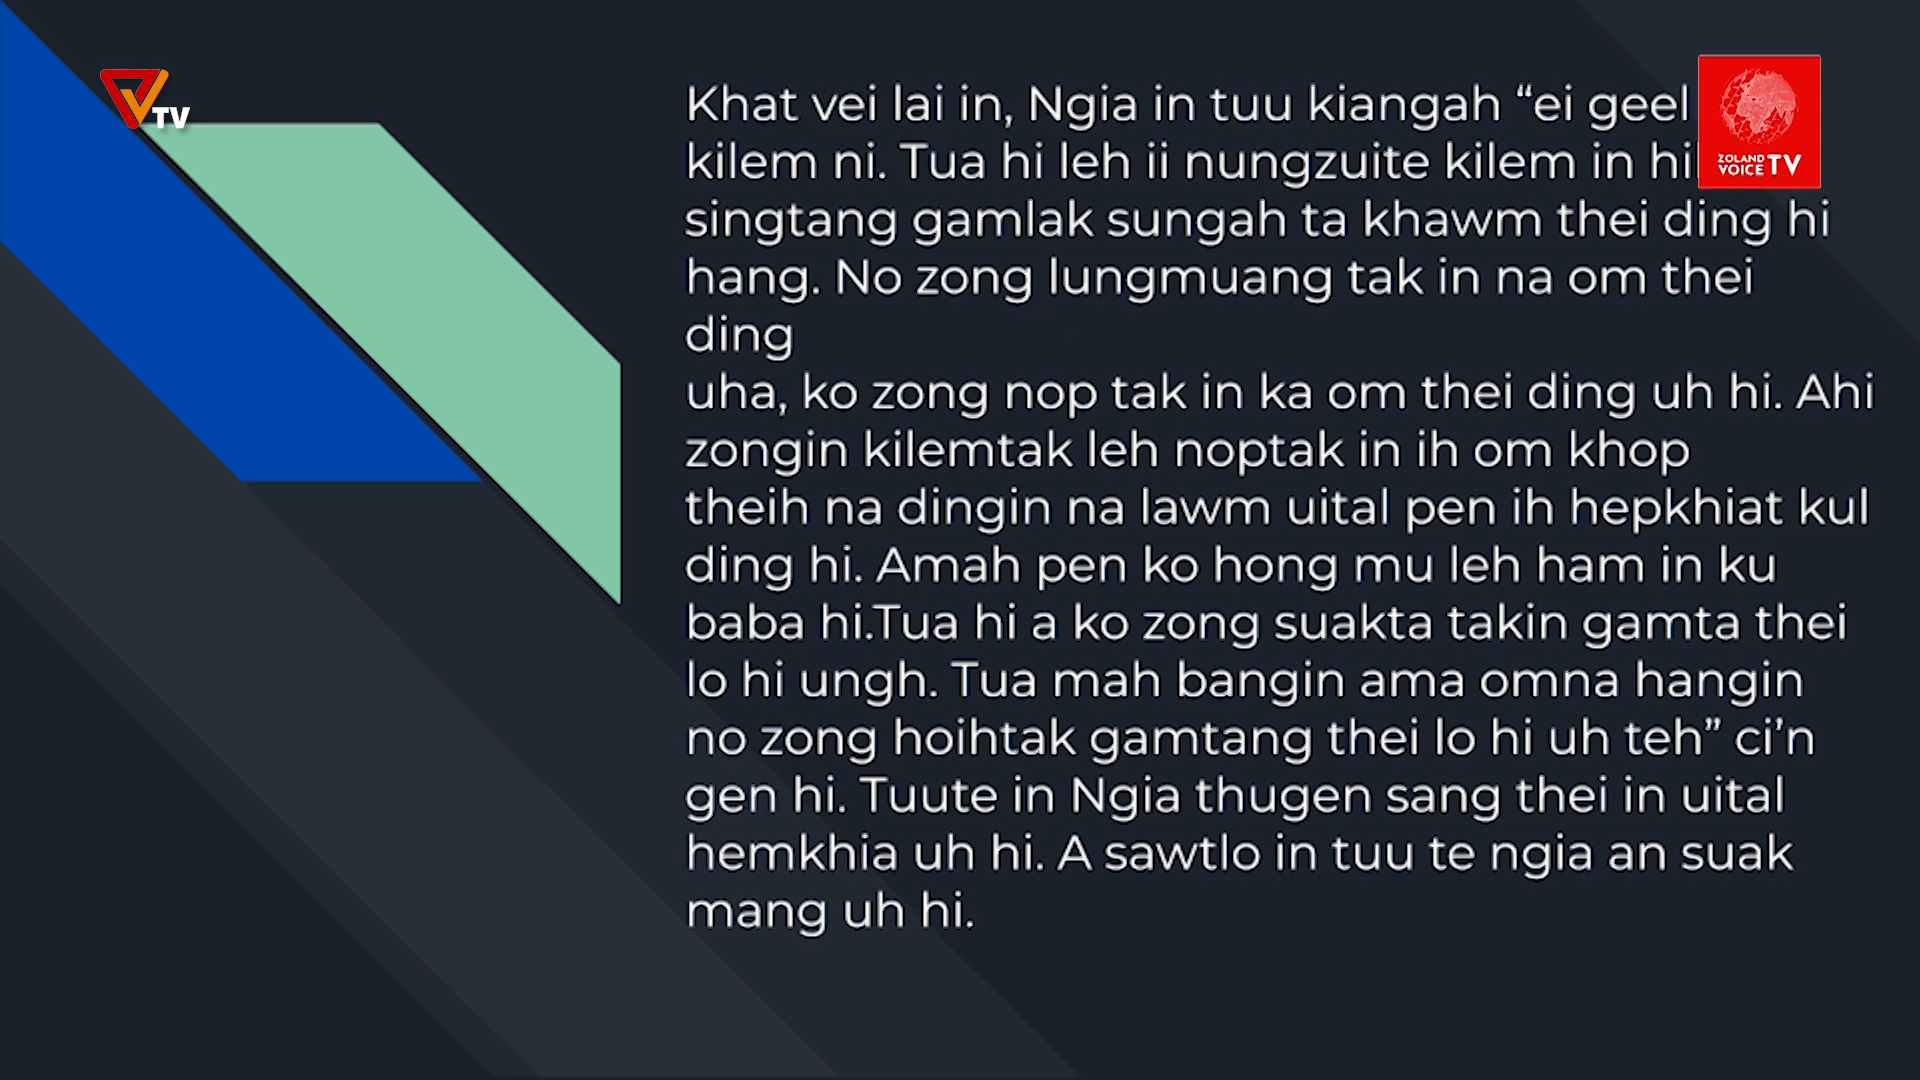 TV
ZOLAND
VOICE TV
Khat vei lai in, Ngia in tuu kiangah “ei geel
kilem ni. Tua hi leh ii nungzuite kilem in
singtang gamlak sungah ta khawm thei ding hi
hang. No zong lungmuang tak in na om thei
ding
uha, ko zong nop tak in ka om thei ding uh hi. Ahi
zongin kilemtak leh noptak in ih om khop
theih na dingin na lawm uital pen ih hepkhiat kul
ding hi. Amah pen ko hong mu leh ham in ku
baba hi.Tua hi a ko zong suakta takin gamta thei
lo hi ungh. Tua mah bangin ama omna hangin
no zong hoihtak gamtang thei lo hi uh teh” ci’n
gen hi. Tuute in Ngia thugen sang thei in uital
hemkhia uh hi. A sawtlo in tuu te ngia an suak
mang uh hi.